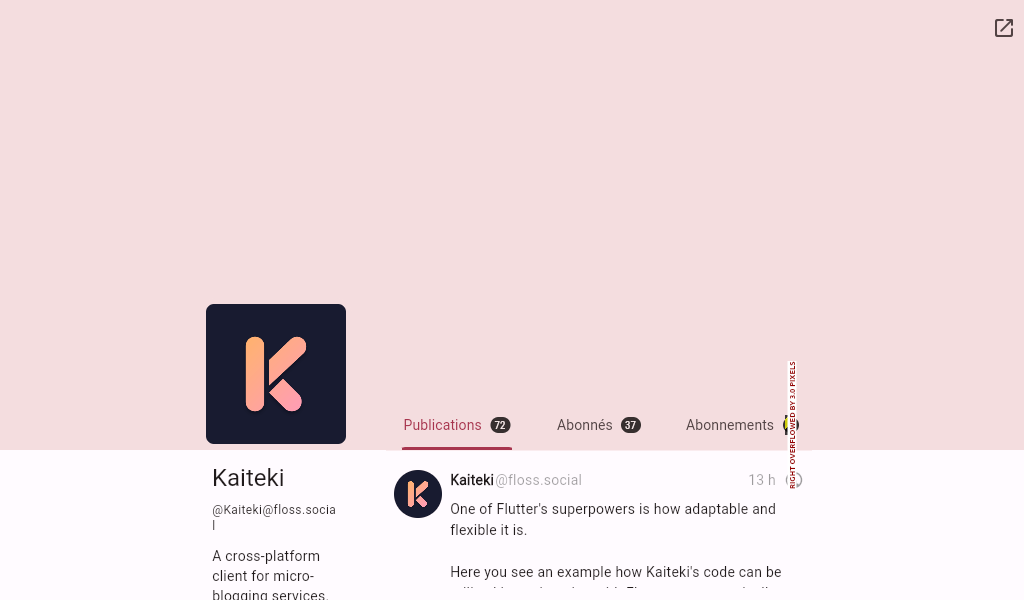 Publications 72
Abonnés 37
Abonnements
RIGHT OVERFLOWED BY 3.0 PIXELS
Kaiteki
@Kaiteki@floss.socia
l
A cross-platform
client for micro-
blogging services.
Kaiteki@floss.social 13 h
One of Flutter's superpowers is how adaptable and
flexible it is.
Here you see an example how Kaiteki's code can be